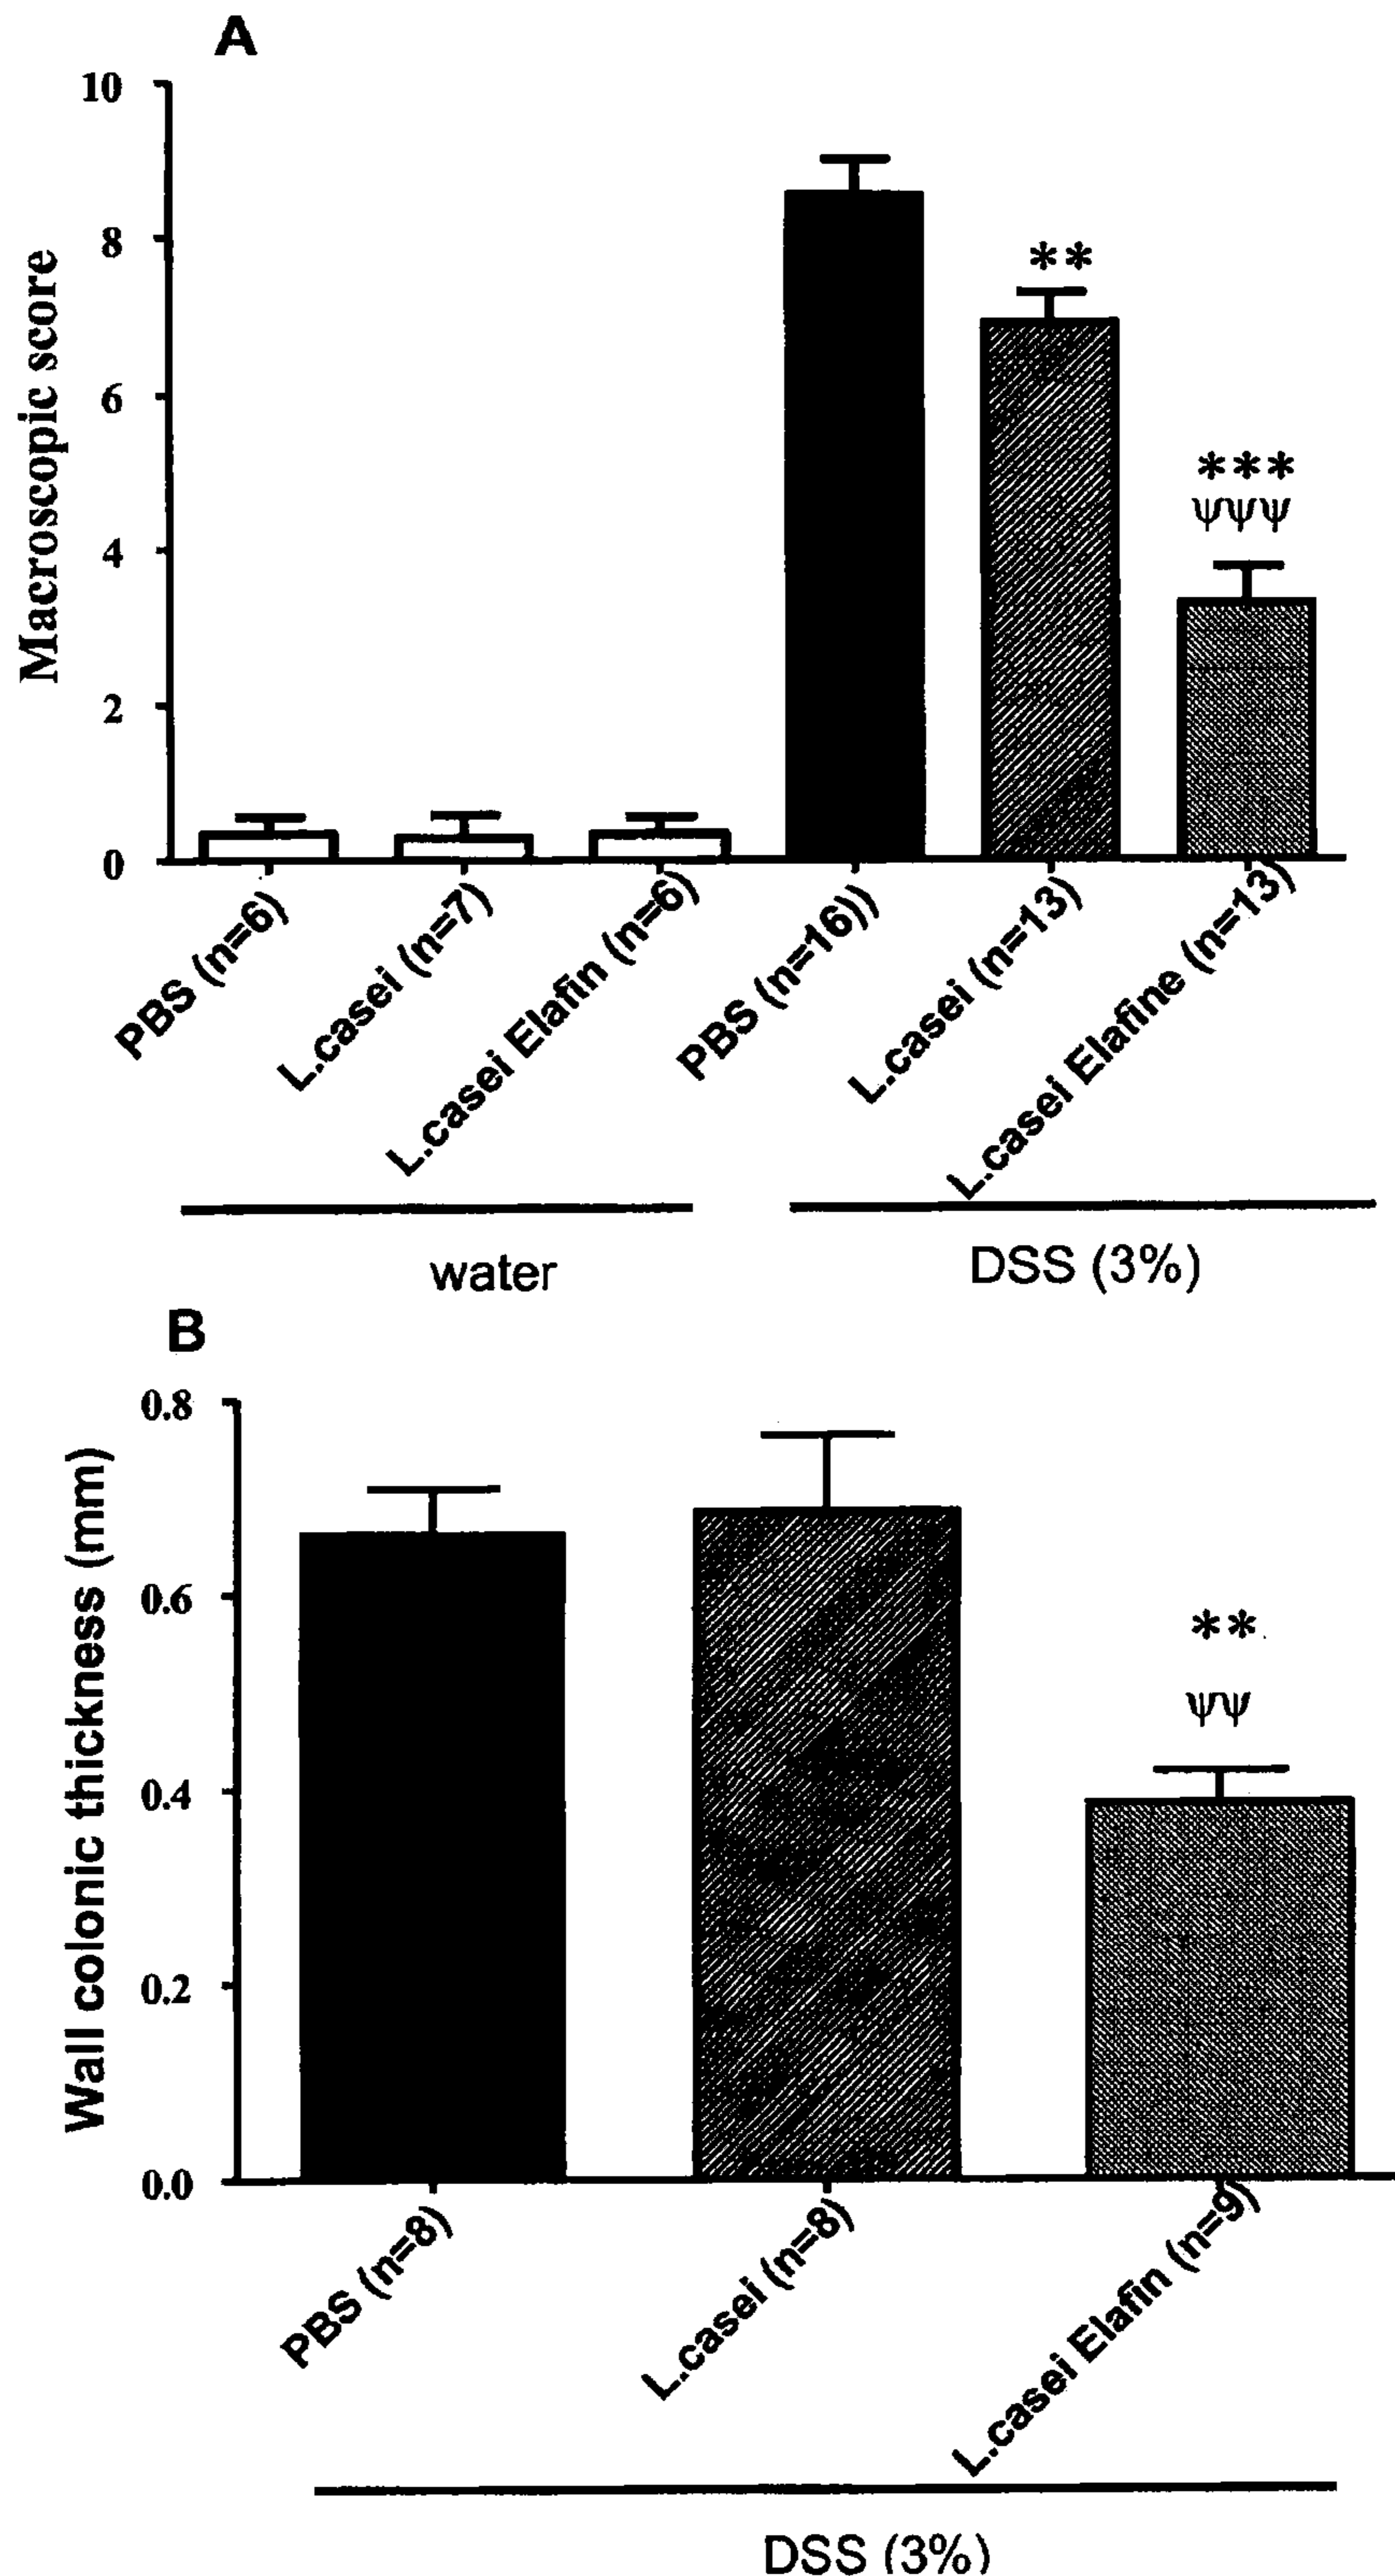 A
10
8
6
4
2
0
Macroscopic score
**
***
ψψψ
PBS (n=6)
L.casei (n=7)
L.casei Elafin (n=6)
PBS (n=16))
L.casei (n=13)
L.casei Elafine (n=13)
water
DSS (3%)
B
0.8
0.6
0.4
0.2
0.0
Wall colonic thickness (mm)
**
ψψ
PBS (n=8)
L.casei (n=8)
L.casei Elafin (n=9)
DSS (3%)